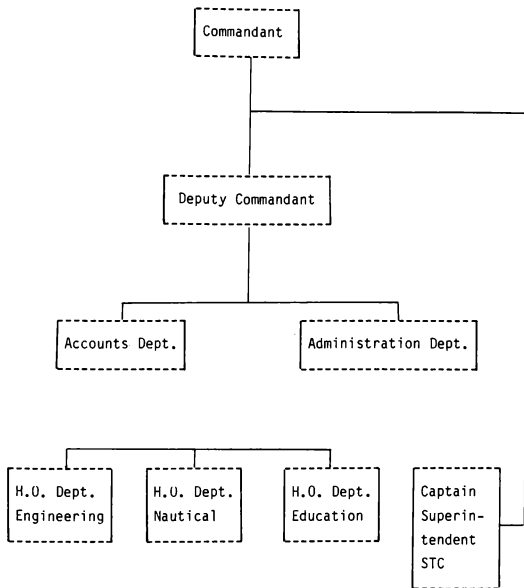 Commandant
Deputy Commandant
Accounts Dept.
Administration Dept.
H.O. Dept.
Engineering
H.O. Dept.
Nautical
H.O. Dept.
Education
Captain
Superin-
tendent
STC